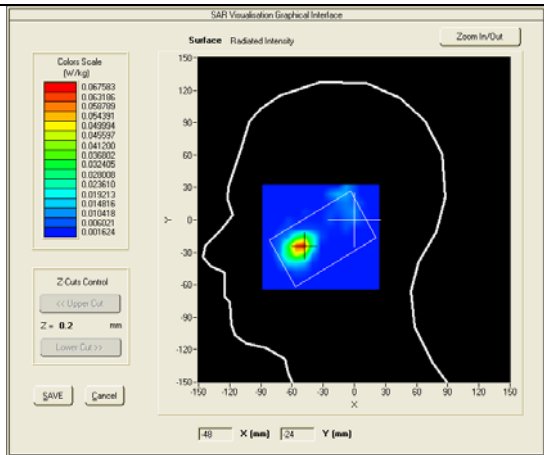 SAR Visualisation Graphical Interface
Surface Radiated Intensity
Zoom In/Out
Colors Scale
(W/kg)
0.067583
0.063186
0.058789
0.054391
0.049994
0.045597
0.041200
0.036802
0.032405
0.028008
0.023610
0.019213
0.014816
0.010418
0.006021
0.001624
Z Cuts Control
<< Upper Cut
Z = 0.2 mm
Lower Cut >>
SAVE Cancel
150
120
90
60
30
0
-30
-60
-90
-120
-150
Y
-150 -120 -90 -60 -30 0 30 60 90 120 150
X
-48 X (mm) -24 Y (mm)